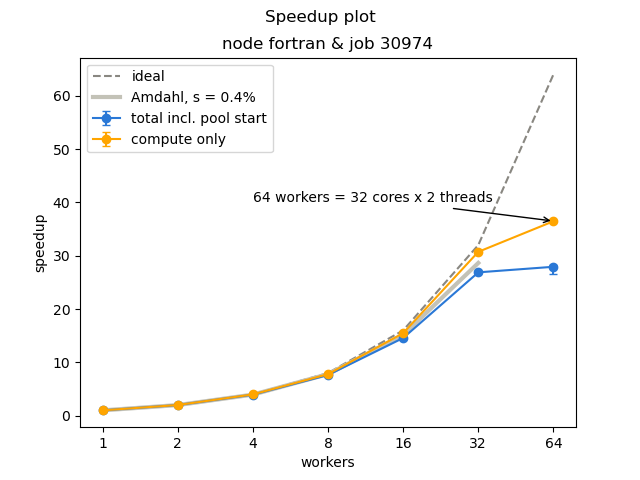 Speedup plot
node fortran & job 30974
ideal
Amdahl, s = 0.4%
total incl. pool start
compute only
64 workers = 32 cores x 2 threads
speedup
60
50
40
30
20
10
0
1 2 4 8 16 32 64
workers